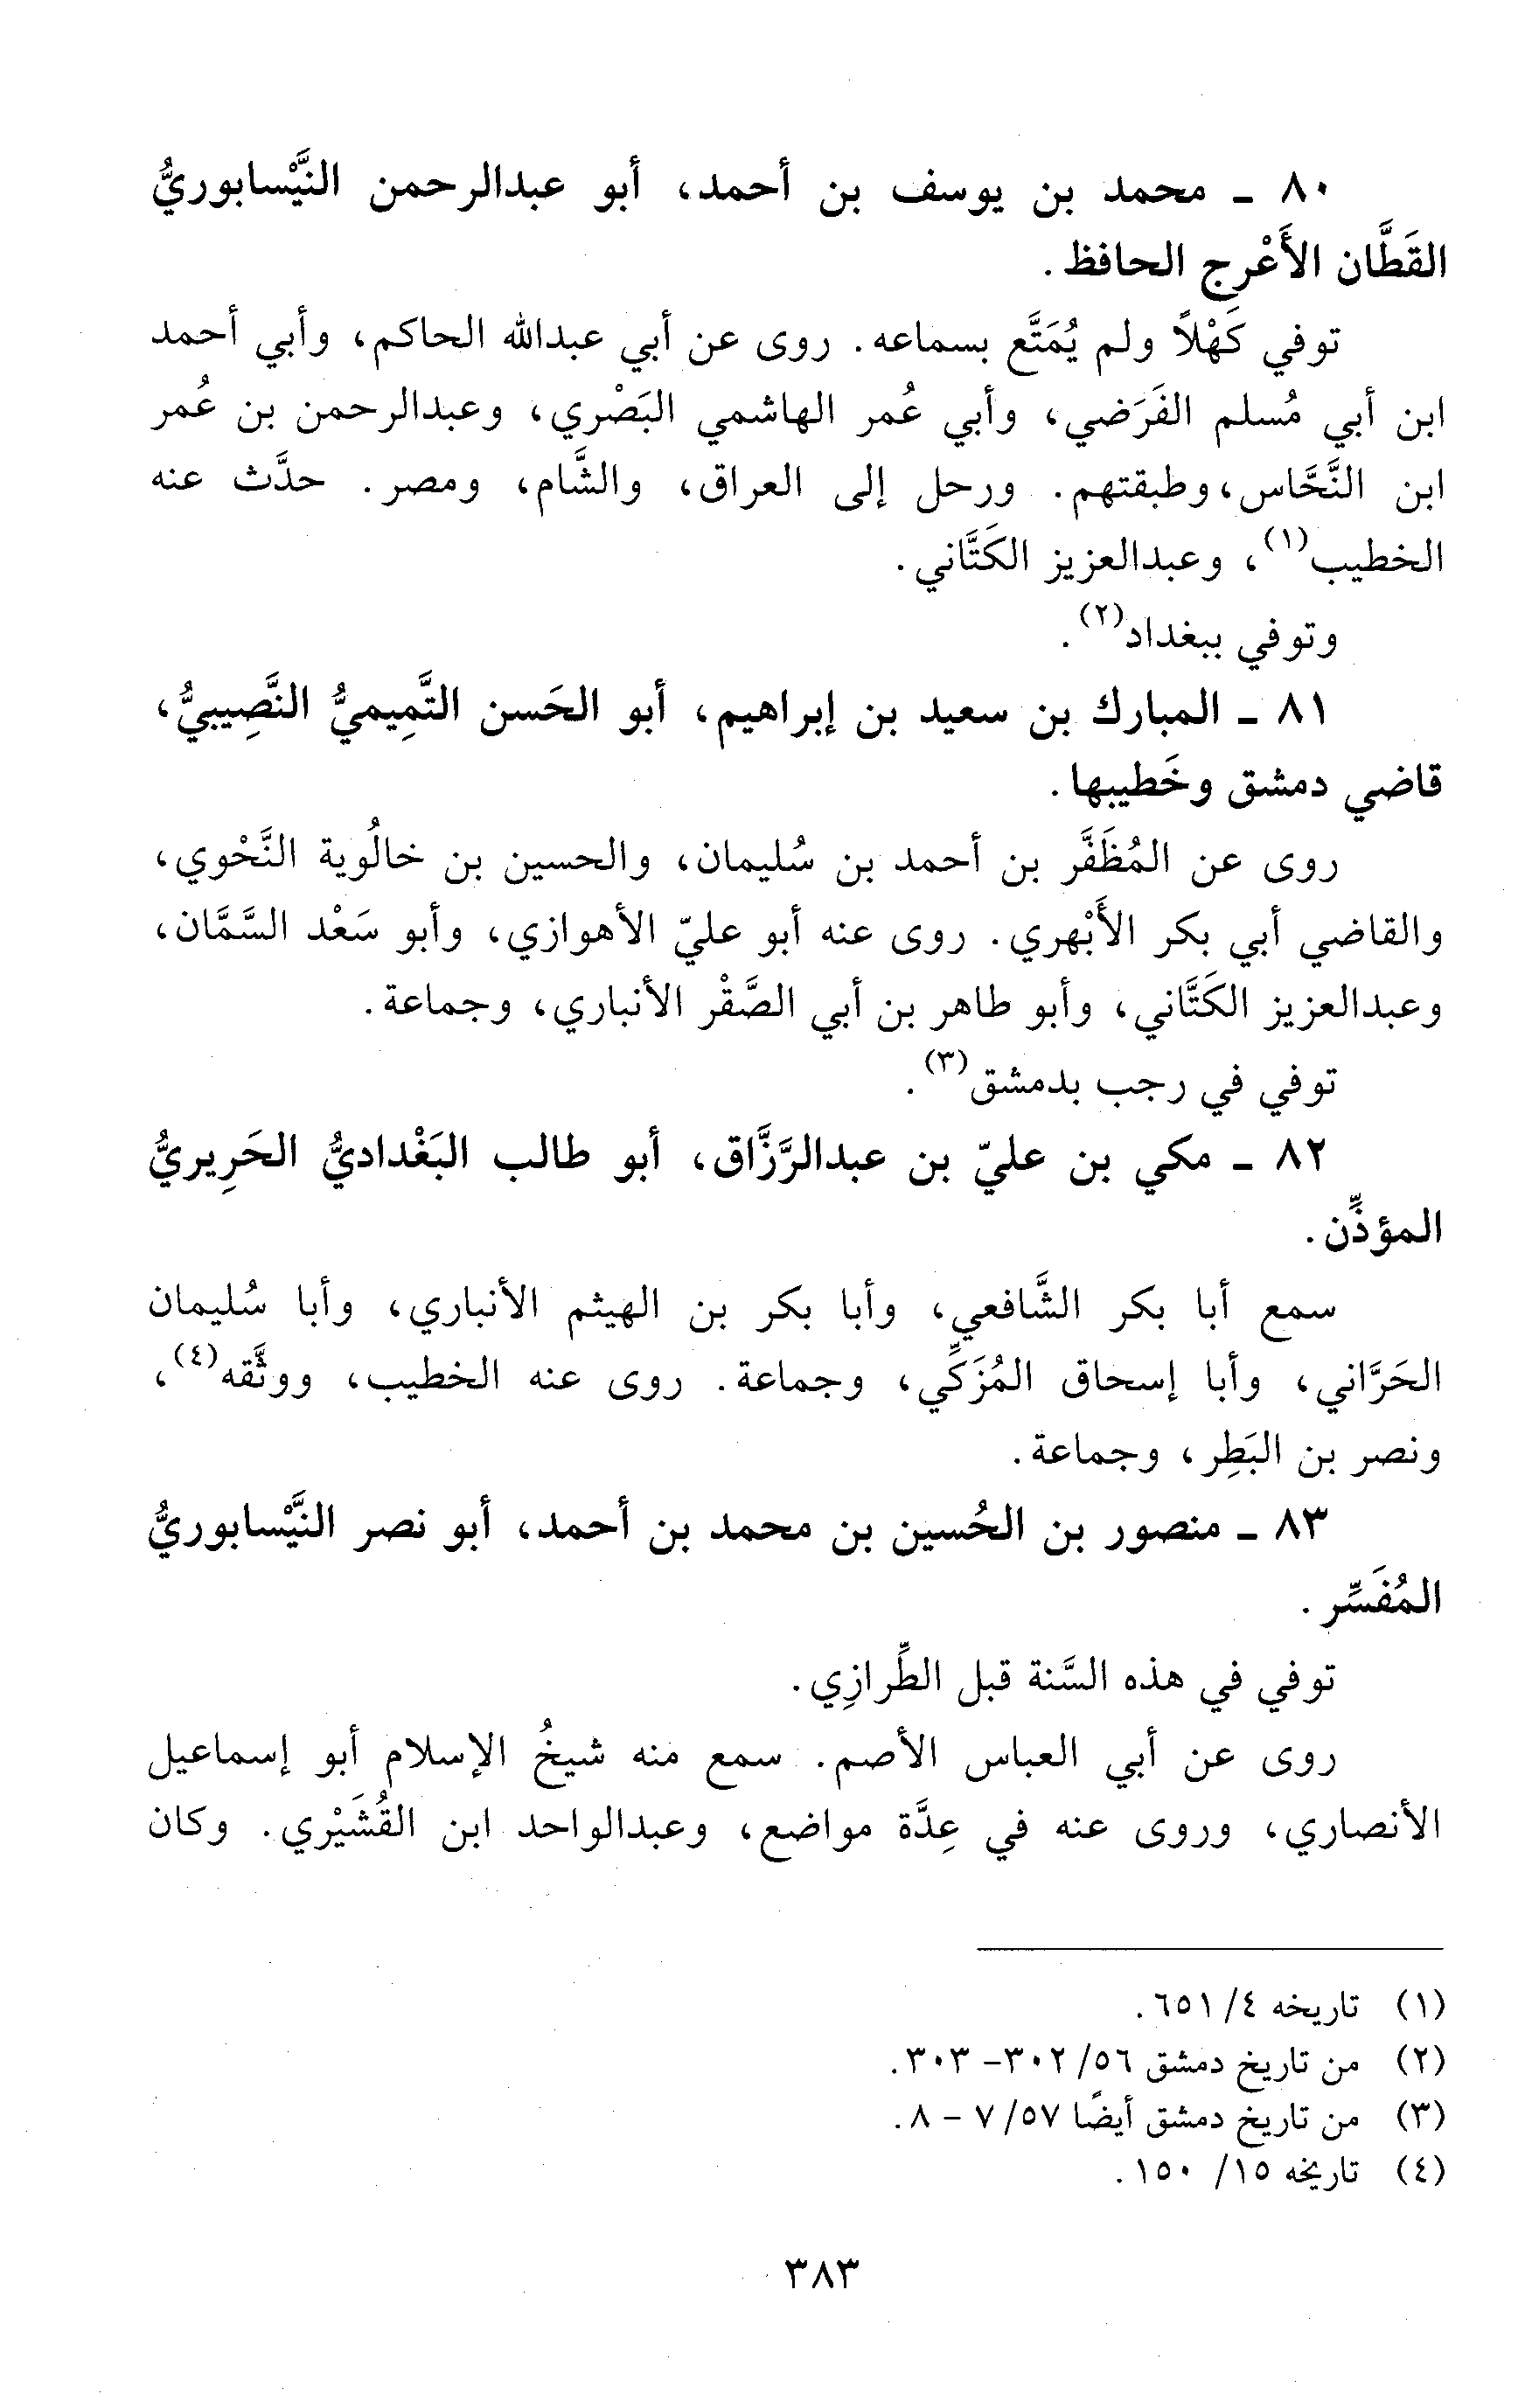 ٨٠ ـ محمد بن يوسف بن أحمد، أبو عبدالرحمن النَّيْسابوريُّ
القَطَّان الأَعْرج الحافظ.
توفي كَهْلاً ولم يُمَتَّع بسماعه. روى عن أبي عبدالله الحاكم، وأبي أحمد
ابن أبي مُسلم الفَرَضي، وأبي عُمر الهاشمي البَصْري، وعبدالرحمن بن عُمر
ابن النَّحَّاس، وطبقتهم. ورحل إلى العراق، والشَّام، ومصر. حدَّث عنه
الخطيب(١)، وعبدالعزيز الكَتَّاني.
وتوفي ببغداد(٢).
٨١ ـ المبارك بن سعيد بن إبراهيم، أبو الحَسن التَّمِيميُّ النَّصِيبيُّ،
قاضي دمشق وخَطيبها.
روى عن المُظَفَّر بن أحمد بن سُليمان، والحسين بن خالُوية النَّحْوي،
والقاضي أبي بكر الأَبْهري. روى عنه أبو عليّ الأهوازي، وأبو سَعْد السَّمَّان،
وعبدالعزيز الكَتَّاني، وأبو طاهر بن أبي الصَّقْر الأنباري، وجماعة.
توفي في رجب بدمشق(٣).
٨٢ ـ مكي بن عليّ بن عبدالرَّزَّاق، أبو طالب البَغْداديُّ الحَرِيريُّ
المؤذِّن.
سمع أبا بكر الشَّافعي، وأبا بكر بن الهيثم الأنباري، وأبا سُليمان
الحَرَّاني، وأبا إسحاق المُزَكِّي، وجماعة. روى عنه الخطيب، ووثَّقه(٤)،
ونصر بن البَطِر، وجماعة.
٨٣ ـ منصور بن الحُسين بن محمد بن أحمد، أبو نصر النَّيْسابوريُّ
المُفَسِّر.
توفي في هذه السَّنة قبل الطِّرازِي.
روى عن أبي العباس الأصم. سمع منه شيخُ الإسلام أبو إسماعيل
الأنصاري، وروى عنه في عِدَّة مواضع، وعبدالواحد ابن القُشَيْري. وكان
(١) تاريخه ٤/ ٦٥١.
(٢) من تاريخ دمشق ٥٦/ ٣٠٢- ٣٠٣.
(٣) من تاريخ دمشق أيضًا ٥٧/ ٧ - ٨.
(٤) تاريخه ١٥/ ١٥٠.
٣٨٣